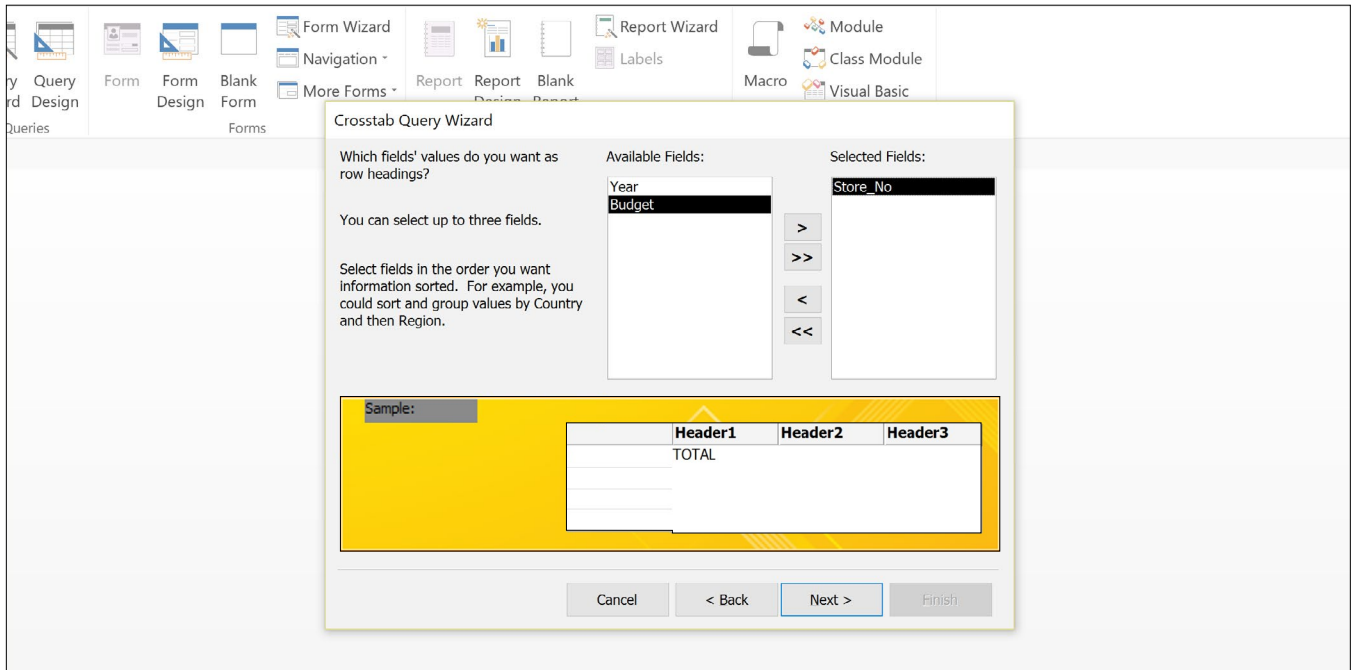 Form Wizard
Report Wizard
Module
Navigation
Labels
Class Module
Query
Design
Form
Form
Design
Blank
Form
More Forms
Report
Report
Blank
Macro
Visual Basic
Forms
Crosstab Query Wizard
Which fields' values do you want as
row headings?
You can select up to three fields.
Select fields in the order you want
information sorted. For example, you
could sort and group values by Country
and then Region.
Available Fields:
Year
Budget
>
>>
<
<<
Selected Fields:
Store_No
Sample:
Header1 Header2 Header3
TOTAL
Cancel
< Back
Next >
Finish